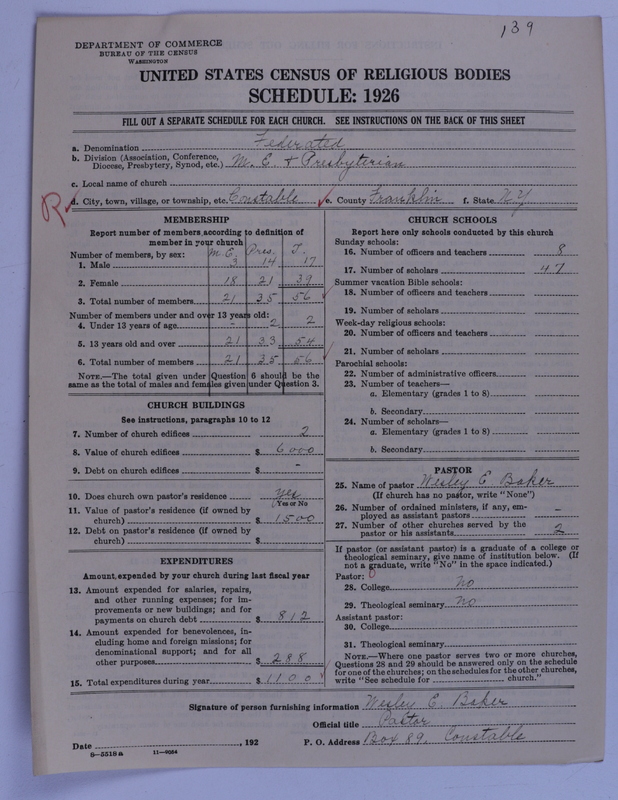 139
DEPARTMENT OF COMMERCE
BUREAU OF THE CENSUS
WASHINGTON
UNITED STATES CENSUS OF RELIGIOUS BODIES
SCHEDULE: 1926
FILL OUT A SEPARATE SCHEDULE FOR EACH CHURCH. SEE INSTRUCTIONS ON THE BACK OF THIS SHEET
a. Denomination Federated
b. Division (Association, Conference, Diocese, Presbytery, Synod, etc.) M. E. & Presbyterian
c. Local name of church
R d. City, town, village, or township, etc. Constable e. County Franklin f. State N.Y.
MEMBERSHIP
Report number of members according to definition of
member in your church
Number of members, by sex: M. E. Pres. T.
1. Male 3 14 17
2. Female 18 21 39
3. Total number of members 21 35 56
Number of members under and over 13 years old:
4. Under 13 years of age - 2 2
5. 13 years old and over 21 33 54
6. Total number of members 21 35 56
NOTE.—The total given under Question 6 should be the
same as the total of males and females given under Question 3.
CHURCH BUILDINGS
See instructions, paragraphs 10 to 12
7. Number of church edifices 2
8. Value of church edifices $ 6000
9. Debt on church edifices $ -
10. Does church own pastor's residence yes
(Yes or No
11. Value of pastor's residence (if owned by
church) $ 1500
12. Debt on pastor's residence (if owned by
church) $
EXPENDITURES
Amount expended by your church during last fiscal year
13. Amount expended for salaries, repairs,
and other running expenses; for im-
provements or new buildings; and for
payments on church debt $ 812
14. Amount expended for benevolences, in-
cluding home and foreign missions; for
denominational support; and for all
other purposes $ 288
15. Total expenditures during year $ 1100
CHURCH SCHOOLS
Report here only schools conducted by this church
Sunday schools:
16. Number of officers and teachers 8
17. Number of scholars 47
Summer vacation Bible schools:
18. Number of officers and teachers
19. Number of scholars
Week-day religious schools:
20. Number of officers and teachers
21. Number of scholars
Parochial schools:
22. Number of administrative officers
23. Number of teachers—
a. Elementary (grades 1 to 8)
b. Secondary
24. Number of scholars—
a. Elementary (grades 1 to 8)
b. Secondary
PASTOR
25. Name of pastor Wesley E Baker
(If church has no pastor, write "None")
26. Number of ordained ministers, if any, em-
ployed as assistant pastors -
27. Number of other churches served by the
pastor or his assistants 2
If pastor (or assistant pastor) is a graduate of a college or
theological seminary, give name of institution below. (If
not a graduate, write "No" in the space indicated.)
Pastor: 0
28. College No
29. Theological seminary No
Assistant pastor:
30. College
31. Theological seminary
NOTE.—Where one pastor serves two or more churches,
Questions 28 and 29 should be answered only on the schedule
for one of the churches; on the schedules for the other churches,
write "See schedule for church."
Signature of person furnishing information Wesley E. Baker
Official title Pastor
Date , 192 P. O. Address Box 89, Constable
8—5518 a 11—9064